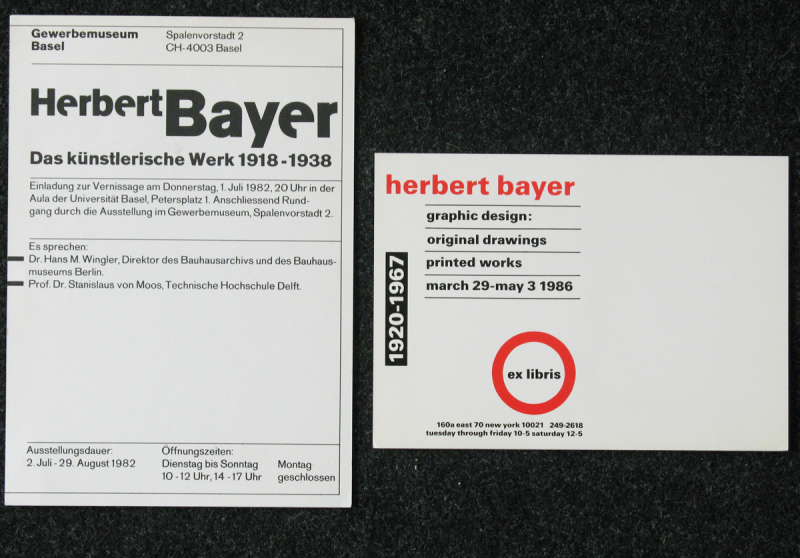 Gewerbemuseum
Basel
Spalenvorstadt 2
CH-4003 Basel
Herbert Bayer
Das künstlerische Werk 1918-1938
Einladung zur Vernissage am Donnerstag, 1. Juli 1982, 20 Uhr in der
Aula der Universität Basel, Petersplatz 1. Anschliessend Rund-
gang durch die Ausstellung im Gewerbemuseum, Spalenvorstadt 2.
Es sprechen:
Dr. Hans M. Wingler, Direktor des Bauhausarchivs und des Bauhaus-
museums Berlin.
Prof. Dr. Stanislaus von Moos, Technische Hochschule Delft.
Ausstellungsdauer:
2. Juli - 29. August 1982
Öffnungszeiten:
Dienstag bis Sonntag
10 - 12 Uhr, 14 - 17 Uhr
Montag
geschlossen
herbert bayer
graphic design:
original drawings
printed works
march 29-may 3 1986
1920-1967
ex libris
160a east 70 new york 10021 249-2618
tuesday through friday 10-5 saturday 12-5